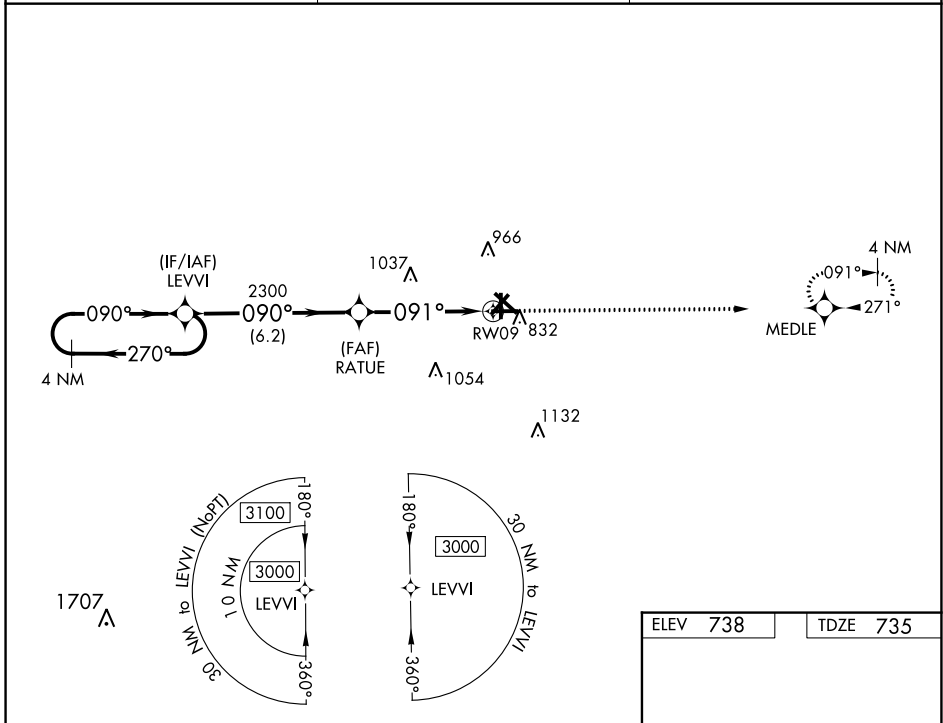 (IF/IAF)
LEVVI
090°
270°
4 NM
2300
090°
(6.2)
(FAF)
RATUE
1037
091°
966
RW09
832
1054
1132
MEDLE
091°
4 NM
271°
30 NM to LEVVI (NoPT)
3100
180°
10 NM
3000
LEVVI
360°
180°
3000
LEVVI
360°
30 NM to LEVVI
1707
ELEV 738
TDZE 735